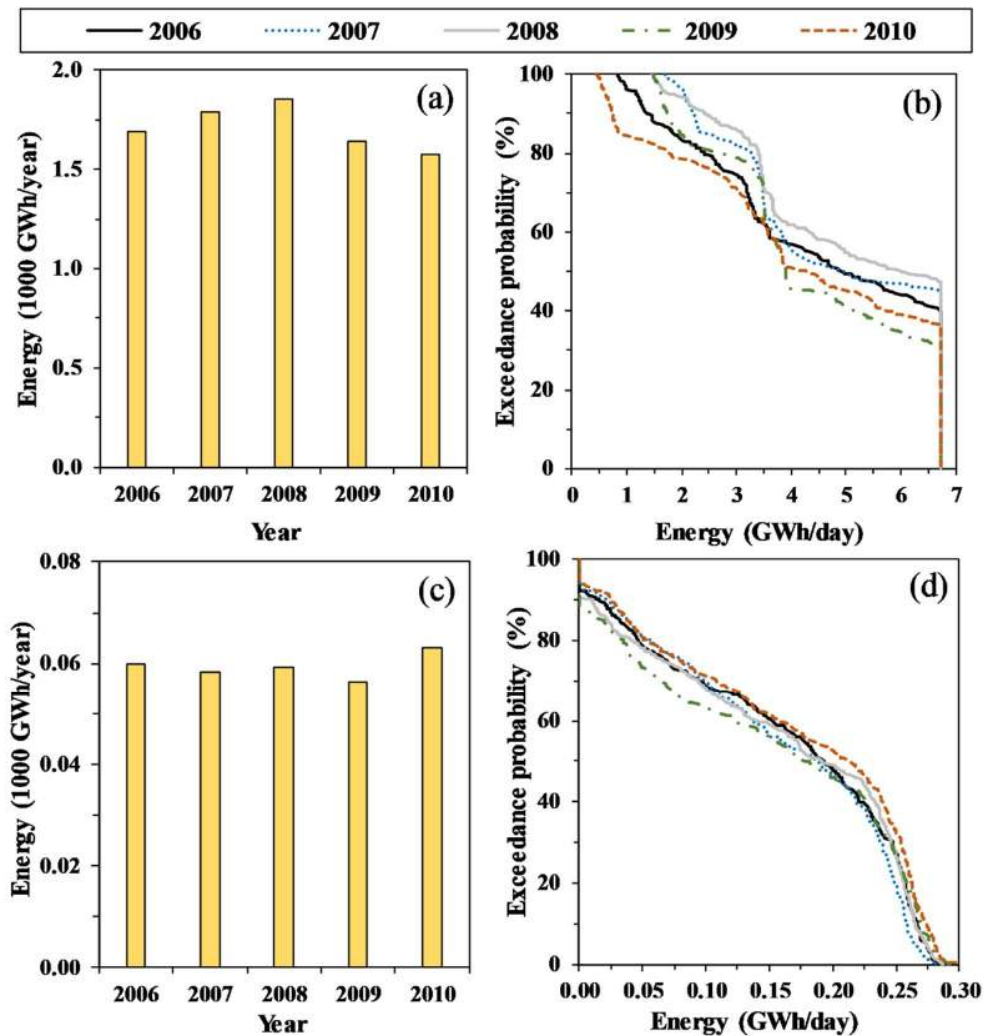 2006 2007 2008 2009 2010
(a)
Energy (1000 GWh/year)
2.0
1.5
1.0
0.5
0.0
2006 2007 2008 2009 2010
Year
(b)
Exceedance probability (%)
100
80
60
40
20
0
0 1 2 3 4 5 6 7
Energy (GWh/day)
(c)
Energy (1000 GWh/year)
0.08
0.06
0.04
0.02
0.00
2006 2007 2008 2009 2010
Year
(d)
Exceedance probability (%)
100
80
60
40
20
0
0.00 0.05 0.10 0.15 0.20 0.25 0.30
Energy (GWh/day)